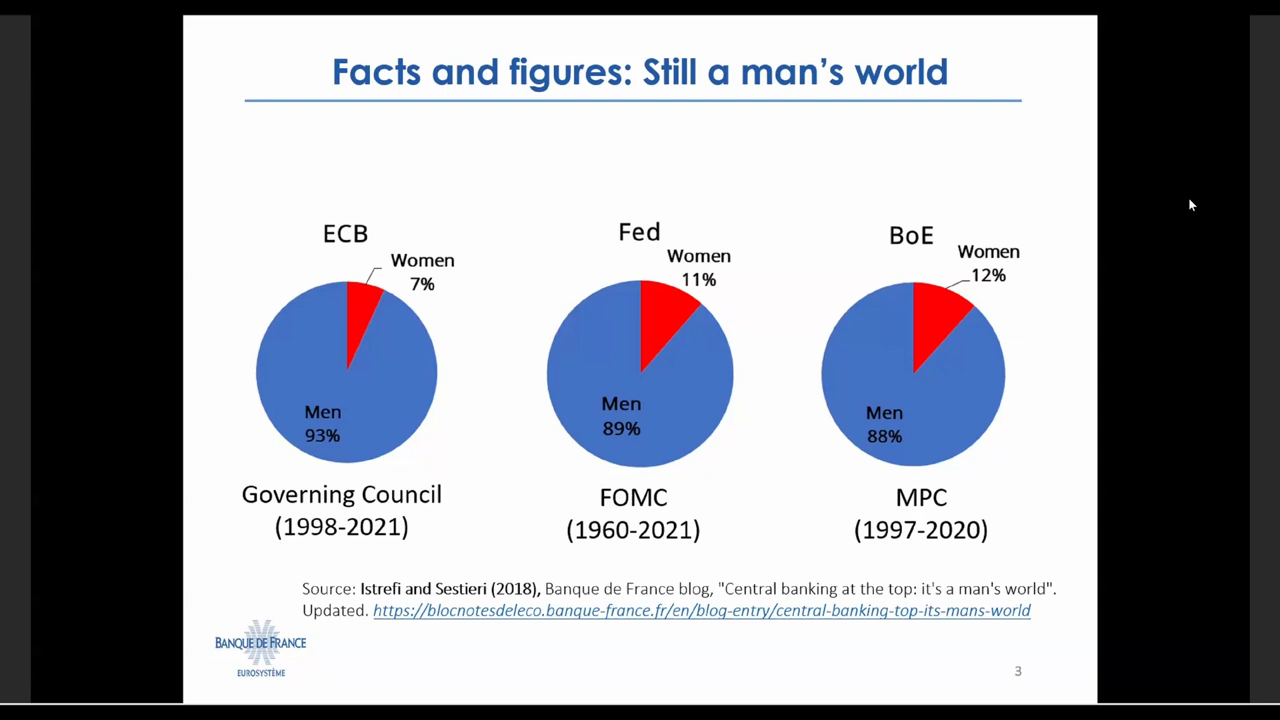 Facts and figures: Still a man's world
ECB
Women
7%
Men
93%
Governing Council
(1998-2021)
Fed
Women
11%
Men
89%
FOMC
(1960-2021)
BoE
Women
12%
Men
88%
MPC
(1997-2020)
Source: Istrefi and Sestieri (2018), Banque de France blog, "Central banking at the top: it's a man's world".
Updated. https://blocnotesdeleco.banque-france.fr/en/blog-entry/central-banking-top-its-mans-world
BANQUE DE FRANCE
EUROSYSTÈME
3